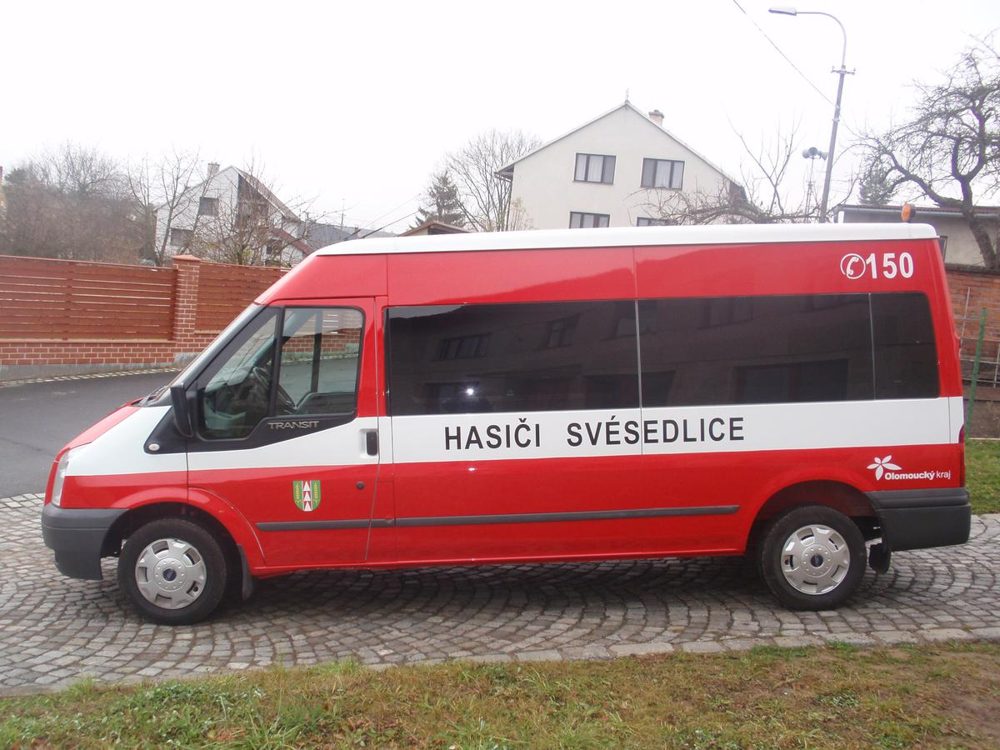 150
TRANSIT
HASIČI SVÉSEDLICE
Olomoucký kraj